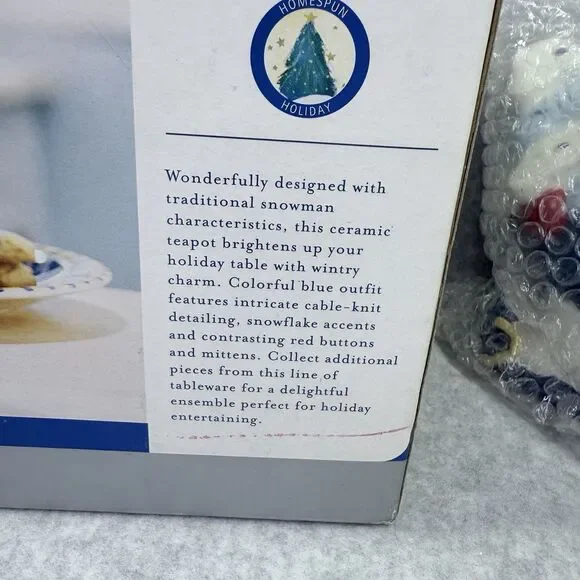 HOMESPUN
HOLIDAY
Wonderfully designed with
traditional snowman
characteristics, this ceramic
teapot brightens up your
holiday table with wintry
charm. Colorful blue outfit
features intricate cable-knit
detailing, snowflake accents
and contrasting red buttons
and mittens. Collect additional
pieces from this line of
tableware for a delightful
ensemble perfect for holiday
entertaining.